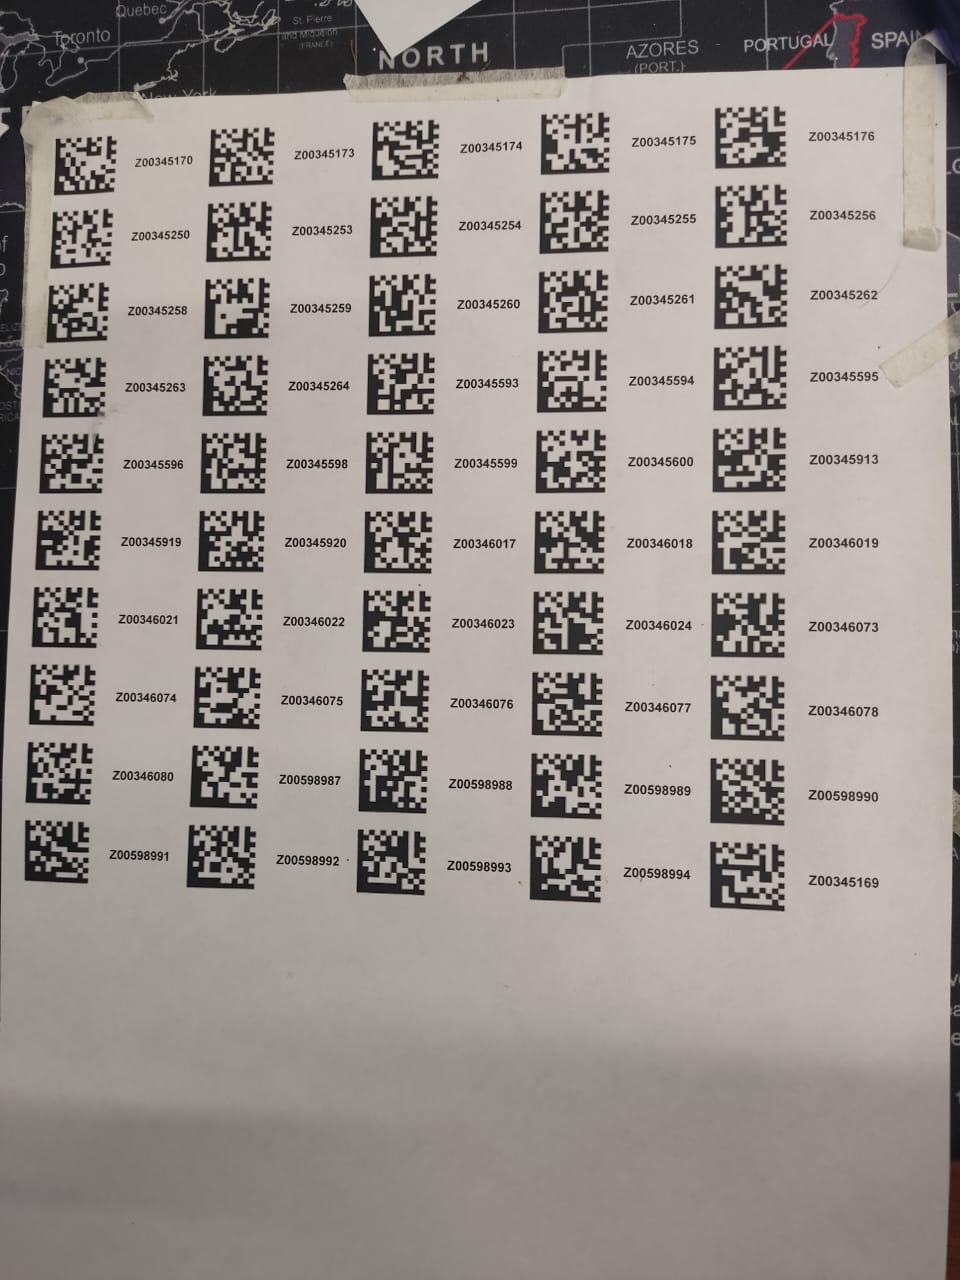 Quebec
Toronto
St. Pierre
and Miquelon
(FRANCE)
NORTH
AZORES
(PORT.)
PORTUGAL
SPAIN
New York
Z00345170 Z00345173 Z00345174 Z00345175 Z00345176
Z00345250 Z00345253 Z00345254 Z00345255 Z00345256
Z00345258 Z00345259 Z00345260 Z00345261 Z00345262
Z00345263 Z00345264 Z00345593 Z00345594 Z00345595
Z00345596 Z00345598 Z00345599 Z00345600 Z00345913
Z00345919 Z00345920 Z00346017 Z00346018 Z00346019
Z00346021 Z00346022 Z00346023 Z00346024 Z00346073
Z00346074 Z00346075 Z00346076 Z00346077 Z00346078
Z00346080 Z00598987 Z00598988 Z00598989 Z00598990
Z00598991 Z00598992 Z00598993 Z00598994 Z00345169